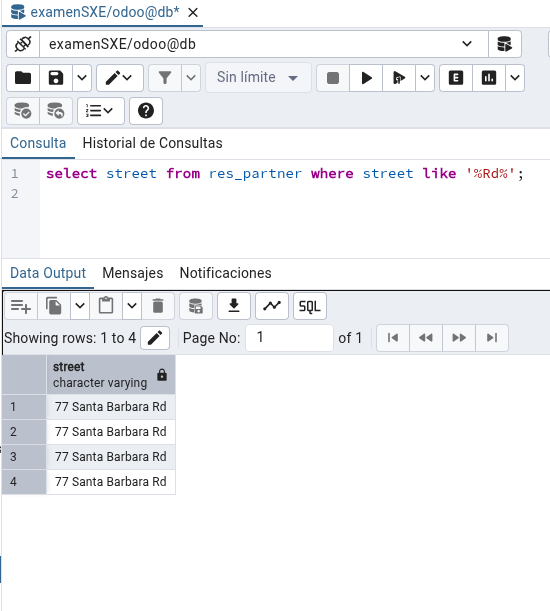 examenSXE/odoo@db*
examenSXE/odoo@db
Sin límite
E
?
Consulta Historial de Consultas
1 select street from res_partner where street like '%Rd%';
2
Data Output Mensajes Notificaciones
SQL
Showing rows: 1 to 4 Page No: 1 of 1
street
character varying
1 77 Santa Barbara Rd
2 77 Santa Barbara Rd
3 77 Santa Barbara Rd
4 77 Santa Barbara Rd